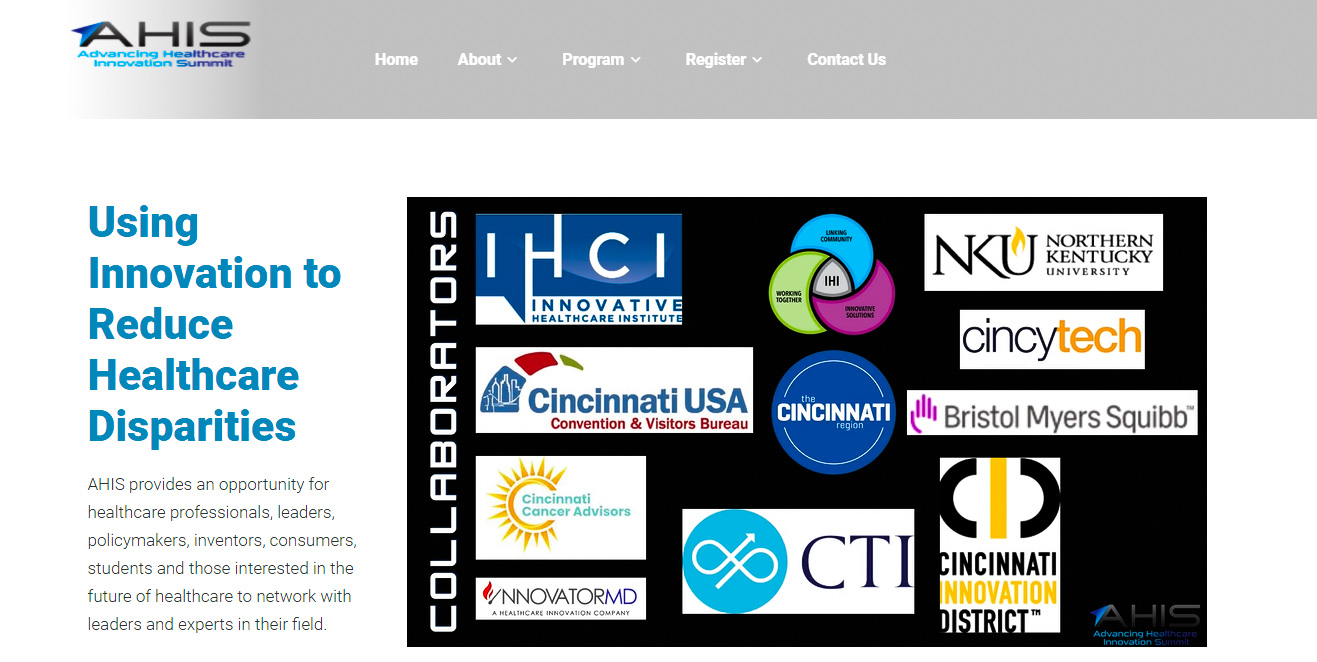 AHIS
Advancing Healthcare
Innovation Summit
Home
About
Program
Register
Contact Us
Using
Innovation to
Reduce
Healthcare
Disparities
AHIS provides an opportunity for
healthcare professionals, leaders,
policymakers, inventors, consumers,
students and those interested in the
future of healthcare to network with
leaders and experts in their field.
COLLABORATORS
IHCI
INNOVATIVE
HEALTHCARE INSTITUTE
LINKING
COMMUNITY
WORKING
TOGETHER
IHI
INNOVATIVE
SOLUTIONS
NKU
NORTHERN
KENTUCKY
UNIVERSITY
cincytech
Cincinnati USA
Convention & Visitors Bureau
the
CINCINNATI
region
Bristol Myers Squibb™
Cincinnati
Cancer Advisors
INNOVATORMD
A HEALTHCARE INNOVATION COMPANY
CTI
CINCINNATI
INNOVATION
DISTRICT™
AHIS
Advancing Healthcare
Innovation Summit